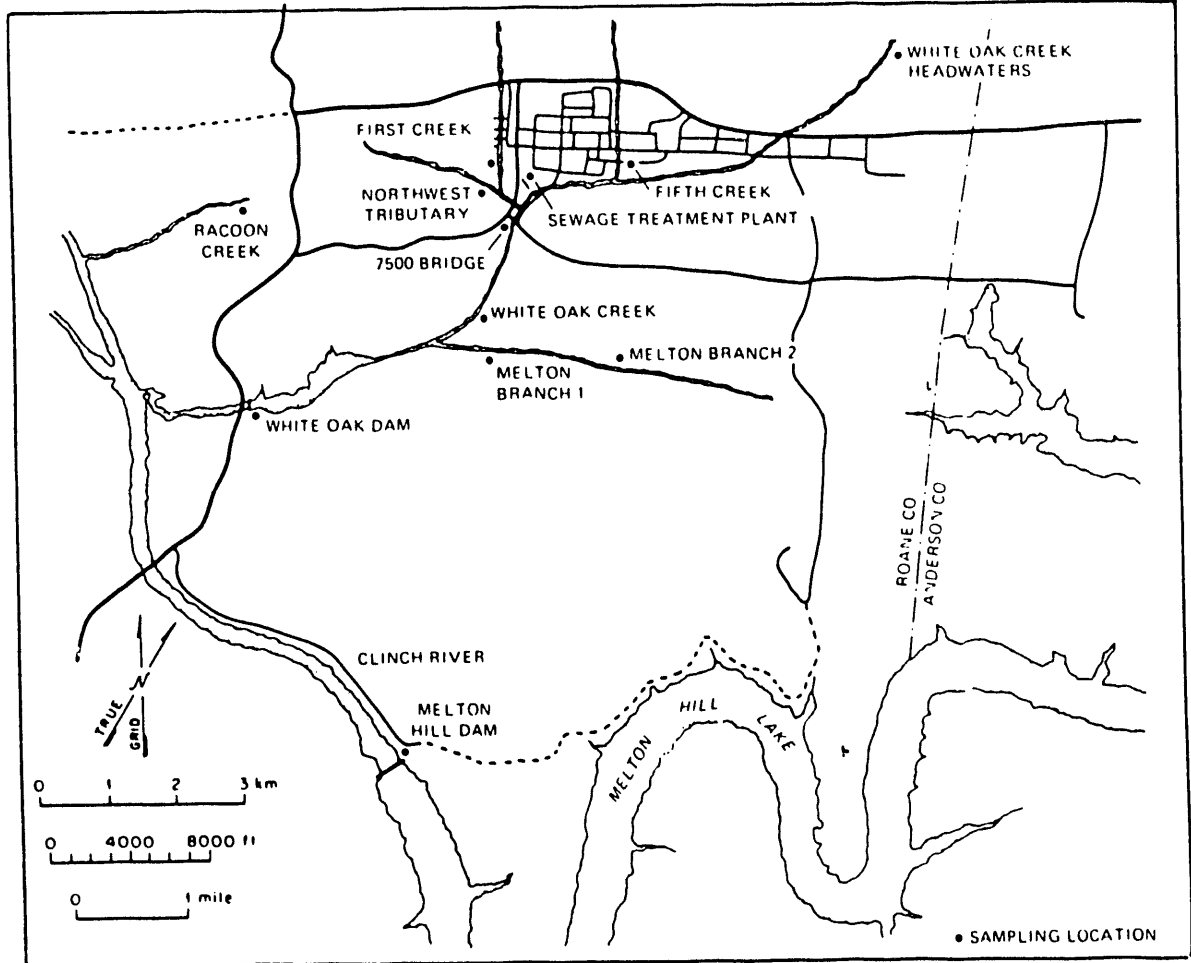 WHITE OAK CREEK
HEADWATERS
FIRST CREEK
NORTHWEST
TRIBUTARY
FIFTH CREEK
SEWAGE TREATMENT PLANT
RACOON
CREEK
7500 BRIDGE
WHITE OAK CREEK
MELTON BRANCH 2
MELTON
BRANCH 1
WHITE OAK DAM
ROANE CO
ANDERSON CO
CLINCH RIVER
MELTON
HILL DAM
MELTON HILL LAKE
TRUE
N
GRID
0 1 2 3 km
0 4000 8000 ft
0 1 mile
SAMPLING LOCATION